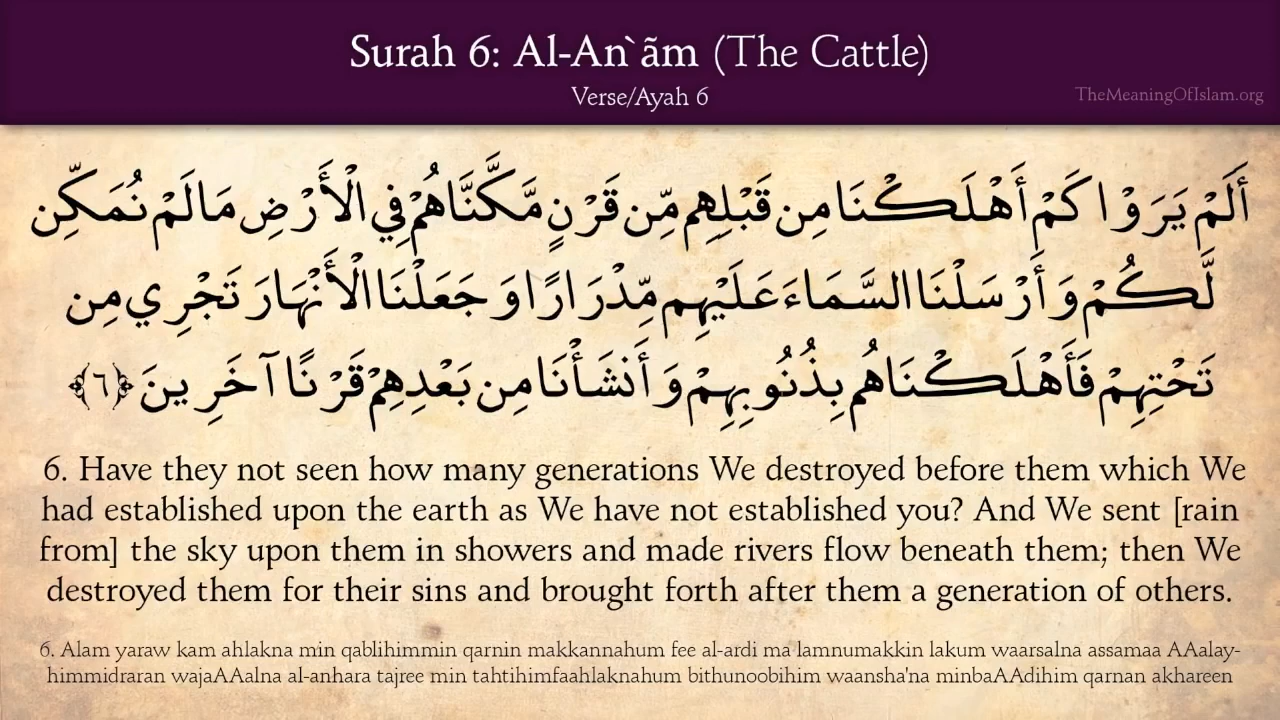 Surah 6: Al-An`ãm (The Cattle)
Verse/Ayah 6
TheMeaningOfIslam.org
أَلَمْ يَرَوْا كَمْ أَهْلَكْنَا مِن قَبْلِهِم مِّن قَرْنٍ مَّكَّنَّاهُمْ فِي الْأَرْضِ مَا لَمْ نُمَكِّن
لَّكُمْ وَأَرْسَلْنَا السَّمَاءَ عَلَيْهِم مِّدْرَارًا وَجَعَلْنَا الْأَنْهَارَ تَجْرِي مِن
تَحْتِهِمْ فَأَهْلَكْنَاهُم بِذُنُوبِهِمْ وَأَنشَأْنَا مِن بَعْدِهِمْ قَرْنًا آخَرِينَ ﴿٦﴾
6. Have they not seen how many generations We destroyed before them which We
had established upon the earth as We have not established you? And We sent [rain
from] the sky upon them in showers and made rivers flow beneath them; then We
destroyed them for their sins and brought forth after them a generation of others.
6. Alam yaraw kam ahlakna min qablihimmin qarnin makkannahum fee al-ardi ma lamnumakkin lakum waarsalna assamaa AAalay-
himmidraran wajaAAalna al-anhara tajree min tahtihimfaahlaknahum bithunoobihim waansha'na minbaAAdihim qarnan akhareen